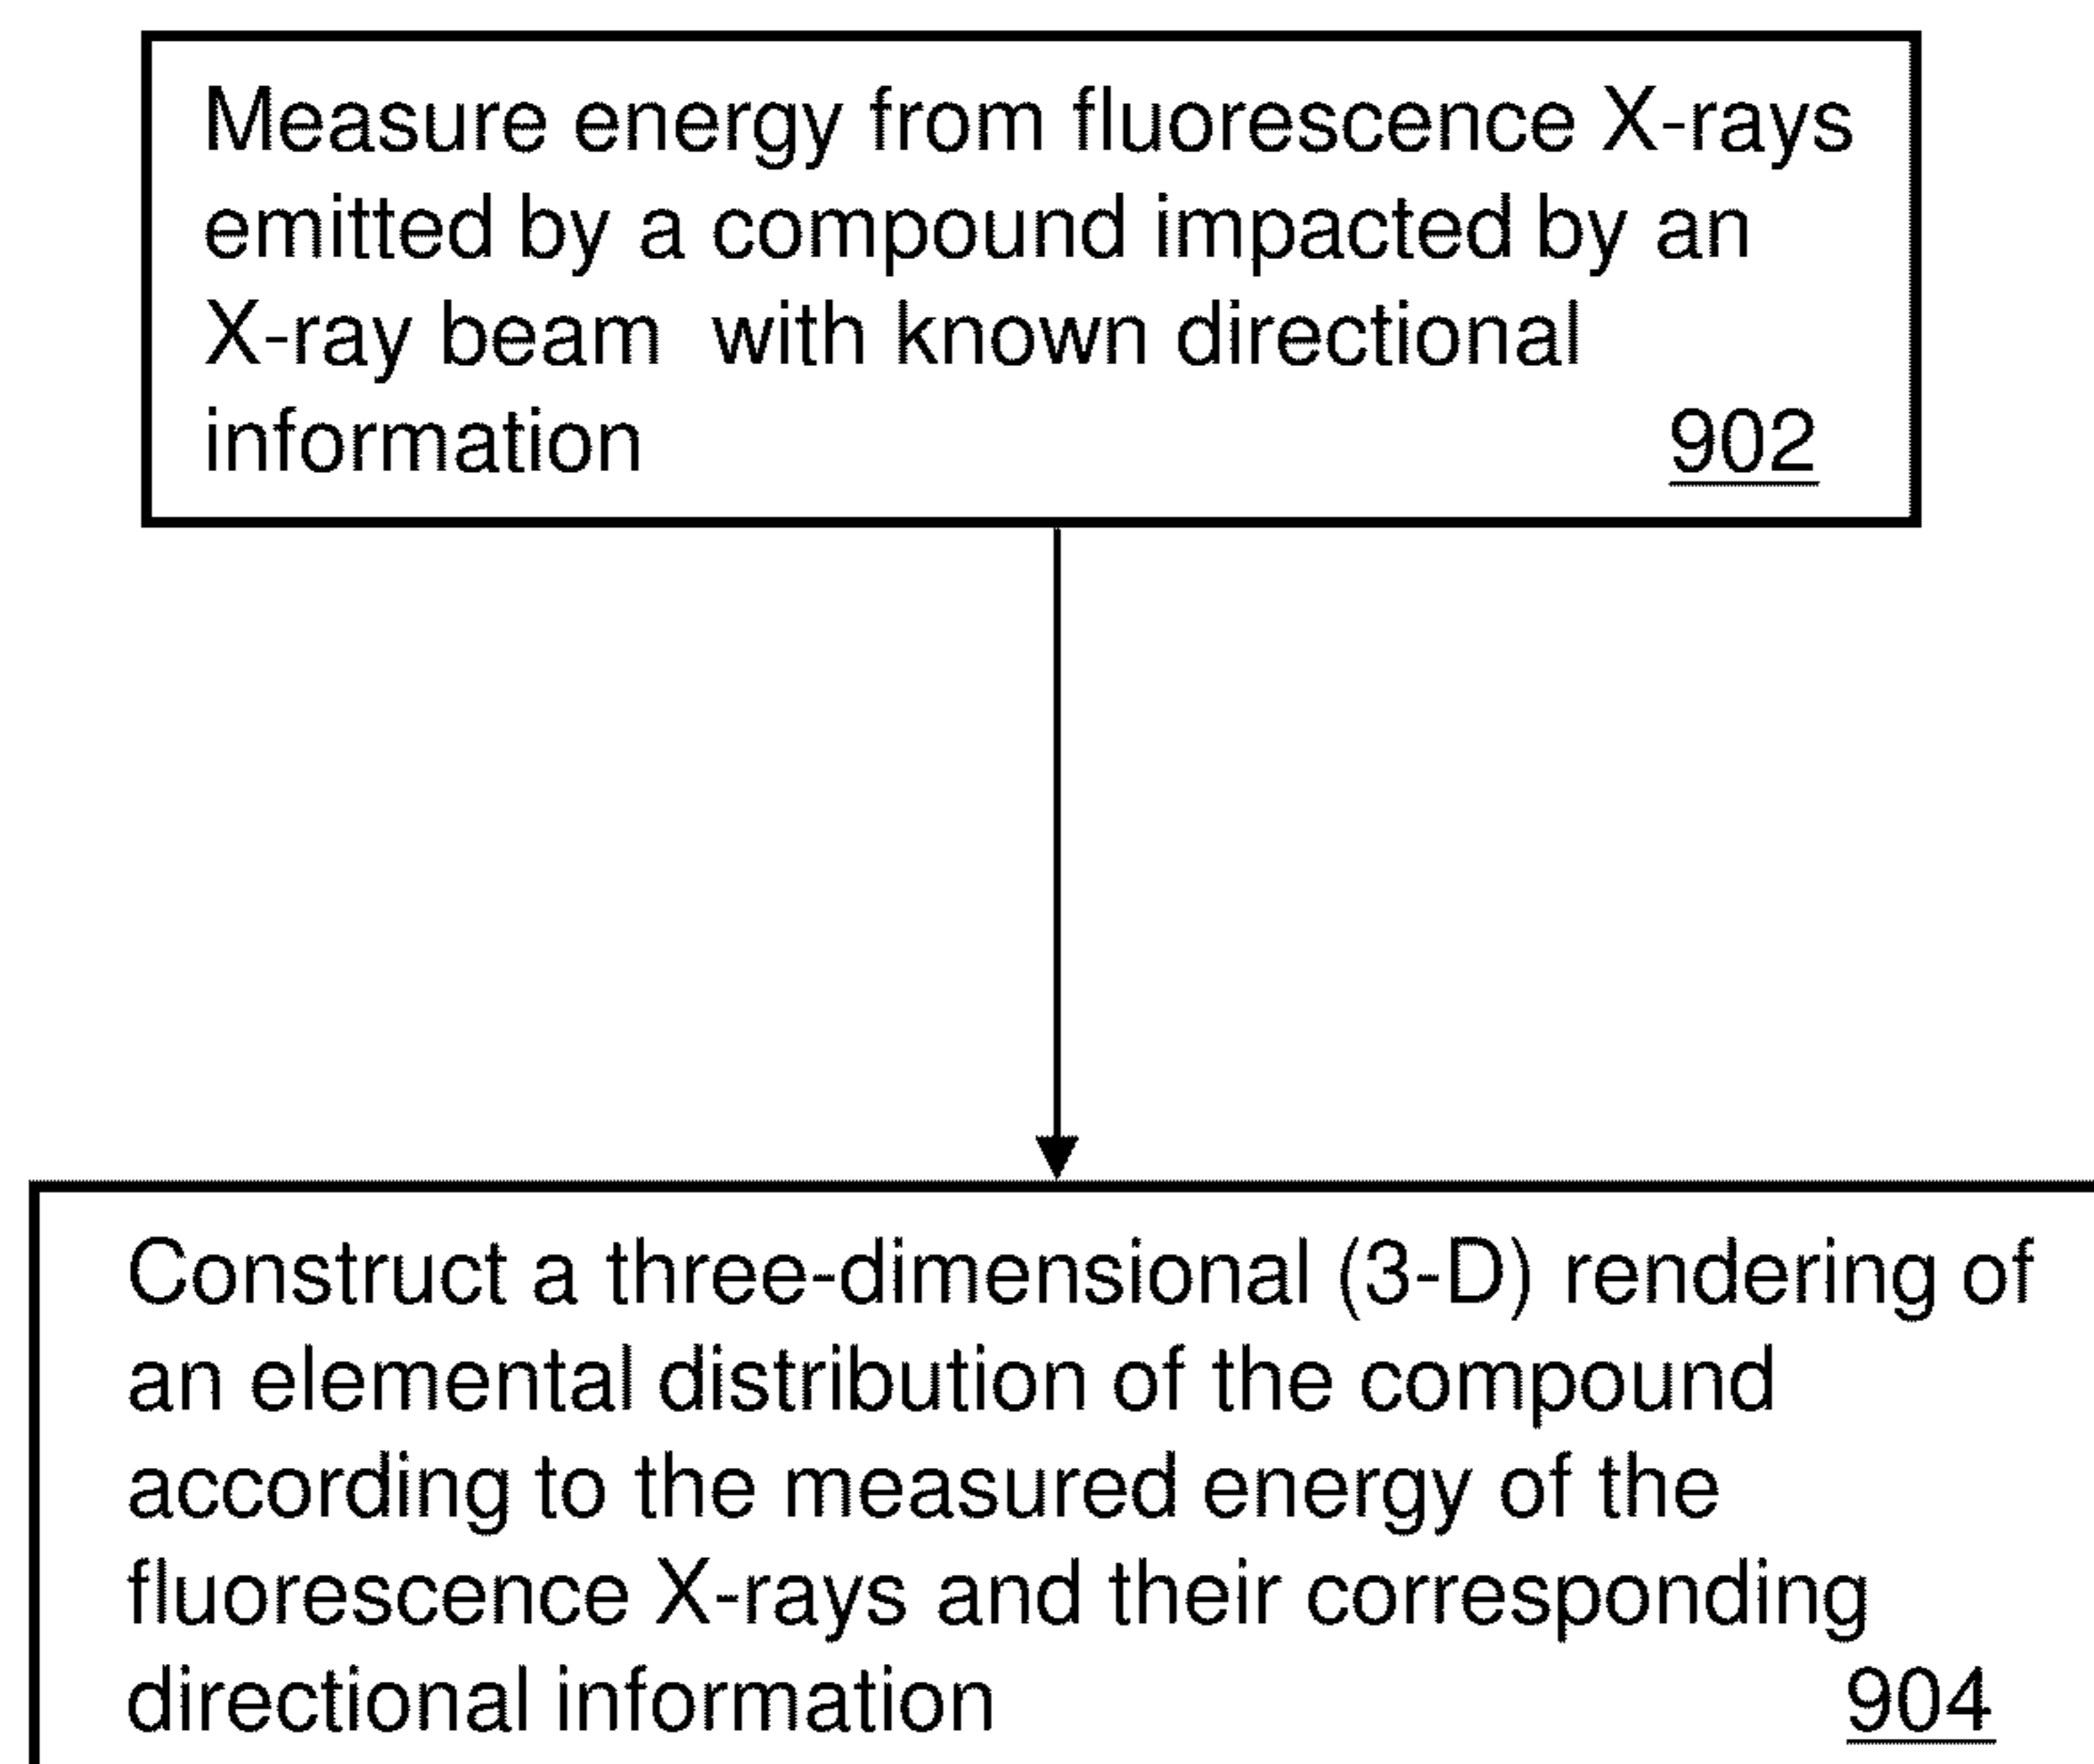 Measure energy from fluorescence X-rays
emitted by a compound impacted by an
X-ray beam  with known directional
information 902
Construct a three-dimensional (3-D) rendering of
an elemental distribution of the compound
according to the measured energy of the
fluorescence X-rays and their corresponding
directional information 904